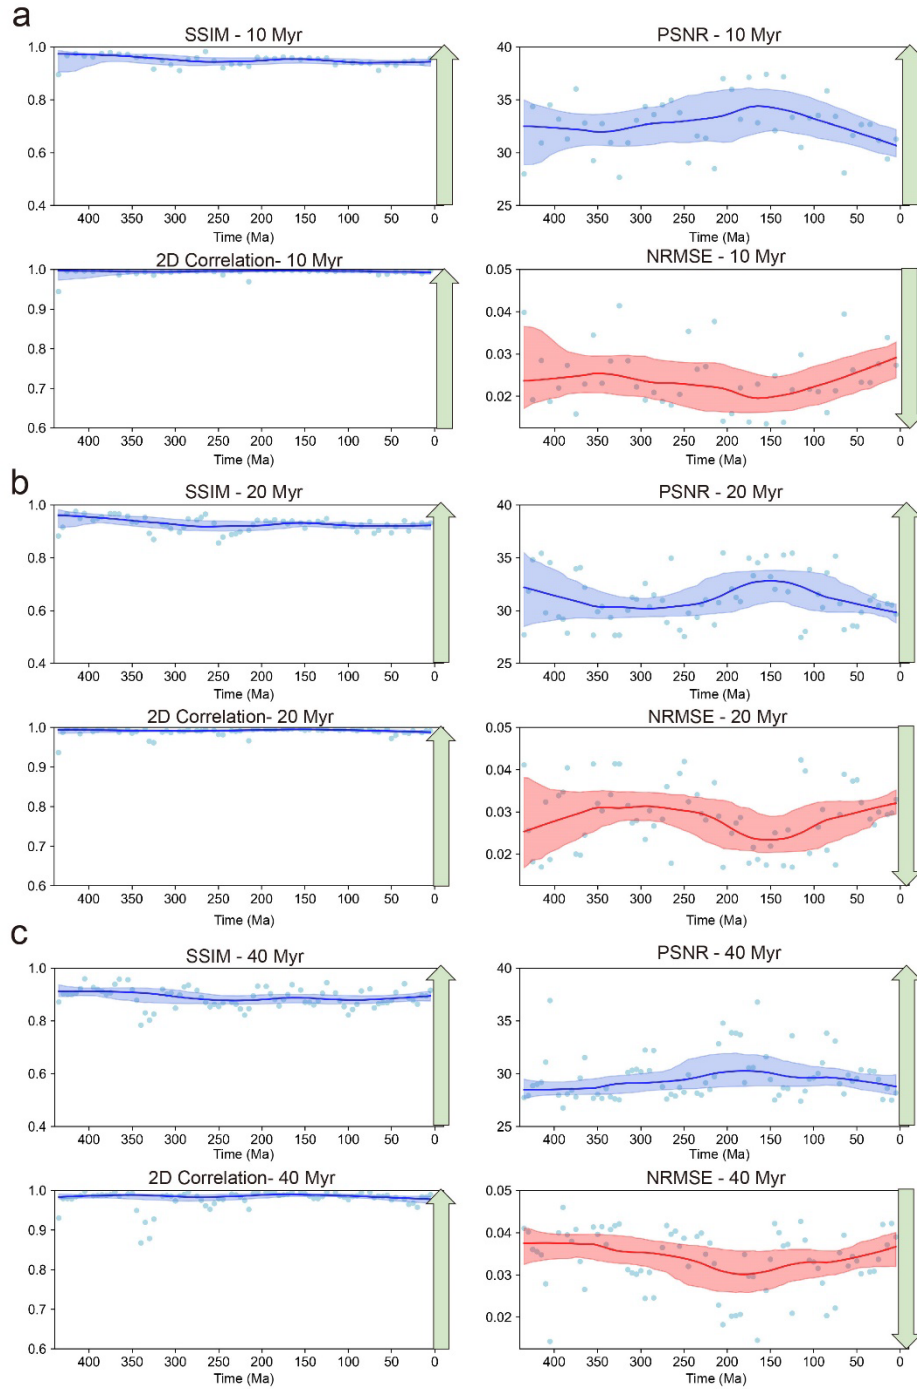 a
SSIM - 10 Myr
1.0
0.8
0.6
0.4
400 350 300 250 200 150 100 50 0
Time (Ma)
PSNR - 10 Myr
40
35
30
25
400 350 300 250 200 150 100 50 0
Time (Ma)
2D Correlation- 10 Myr
1.0
0.9
0.8
0.7
0.6
400 350 300 250 200 150 100 50 0
Time (Ma)
NRMSE - 10 Myr
0.05
0.04
0.03
0.02
400 350 300 250 200 150 100 50 0
Time (Ma)
b
SSIM - 20 Myr
1.0
0.8
0.6
0.4
400 350 300 250 200 150 100 50 0
Time (Ma)
PSNR - 20 Myr
40
35
30
25
400 350 300 250 200 150 100 50 0
Time (Ma)
2D Correlation- 20 Myr
1.0
0.9
0.8
0.7
0.6
400 350 300 250 200 150 100 50 0
Time (Ma)
NRMSE - 20 Myr
0.05
0.04
0.03
0.02
400 350 300 250 200 150 100 50 0
Time (Ma)
c
SSIM - 40 Myr
1.0
0.8
0.6
0.4
400 350 300 250 200 150 100 50 0
Time (Ma)
PSNR - 40 Myr
40
35
30
25
400 350 300 250 200 150 100 50 0
Time (Ma)
2D Correlation- 40 Myr
1.0
0.9
0.8
0.7
0.6
400 350 300 250 200 150 100 50 0
Time (Ma)
NRMSE - 40 Myr
0.05
0.04
0.03
0.02
400 350 300 250 200 150 100 50 0
Time (Ma)